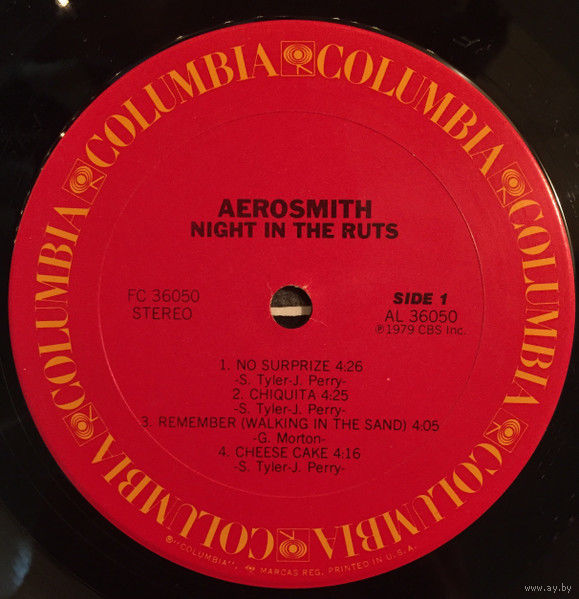 COLUMBIA COLUMBIA COLUMBIA COLUMBIA COLUMBIA COLUMBIA COLUMBIA COLUMBIA
AEROSMITH
NIGHT IN THE RUTS
FC 36050
STEREO
SIDE 1
AL 36050
℗ 1979 CBS Inc.
1. NO SURPRIZE 4:26
-S. Tyler-J. Perry-
2. CHIQUITA 4:25
-S. Tyler-J. Perry-
3. REMEMBER (WALKING IN THE SAND) 4:05
-G. Morton-
4. CHEESE CAKE 4:16
-S. Tyler-J. Perry-
®"COLUMBIA", MARCAS REG. PRINTED IN U.S.A.
www.ay.by